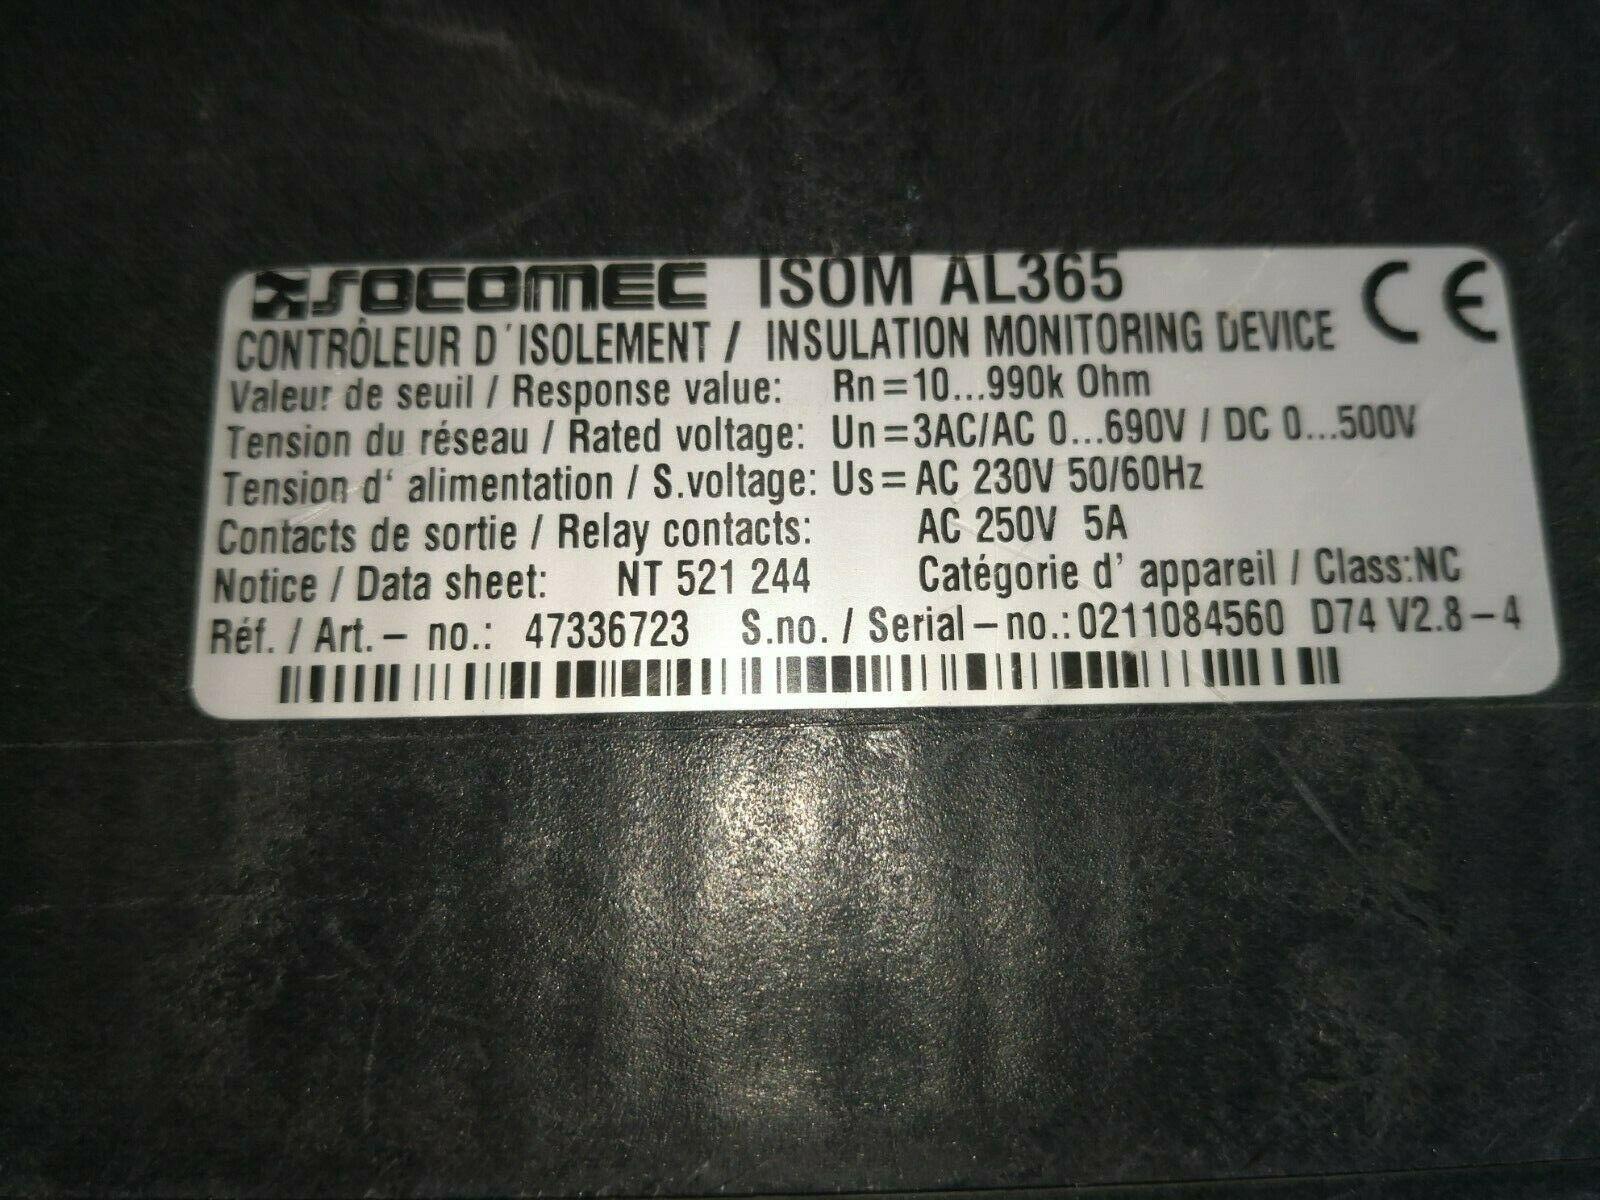 SOCOMEC ISOM AL365 CE
CONTRÔLEUR D'ISOLEMENT / INSULATION MONITORING DEVICE
Valeur de seuil / Response value: Rn=10...990k Ohm
Tension du réseau / Rated voltage: Un=3AC/AC 0...690V / DC 0...500V
Tension d' alimentation / S.voltage: Us= AC 230V 50/60Hz
Contacts de sortie / Relay contacts: AC 250V 5A
Notice / Data sheet: NT 521 244 Catégorie d' appareil / Class:NC
Réf. / Art.- no.: 47336723 S.no. / Serial-no.:0211084560 D74 V2.8-4